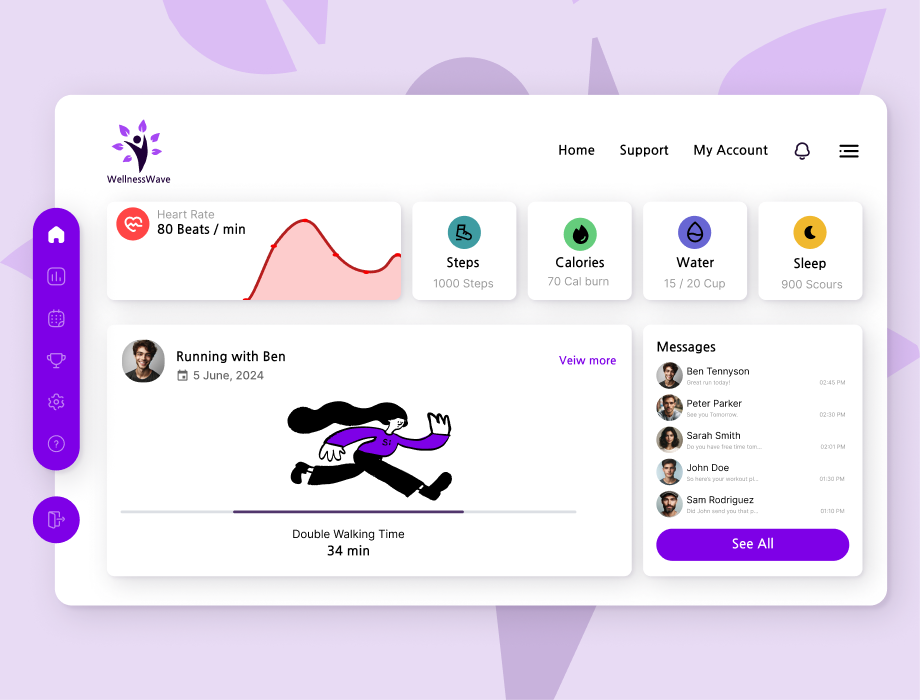 WellnessWave
Home
Support
My Account
Heart Rate
80 Beats / min
Steps
1000 Steps
Calories
70 Cal burn
Water
15 / 20 Cup
Sleep
900 Scours
Running with Ben
5 June, 2024
Veiw more
Double Walking Time
34 min
Messages
Ben Tennyson
Great run today!
02:45 PM
Peter Parker
See you Tomorrow.
02:30 PM
Sarah Smith
Do you have free time tom...
02:01 PM
John Doe
So here's your workout pl...
01:30 PM
Sam Rodriguez
Did John send you that p...
01:10 PM
See All